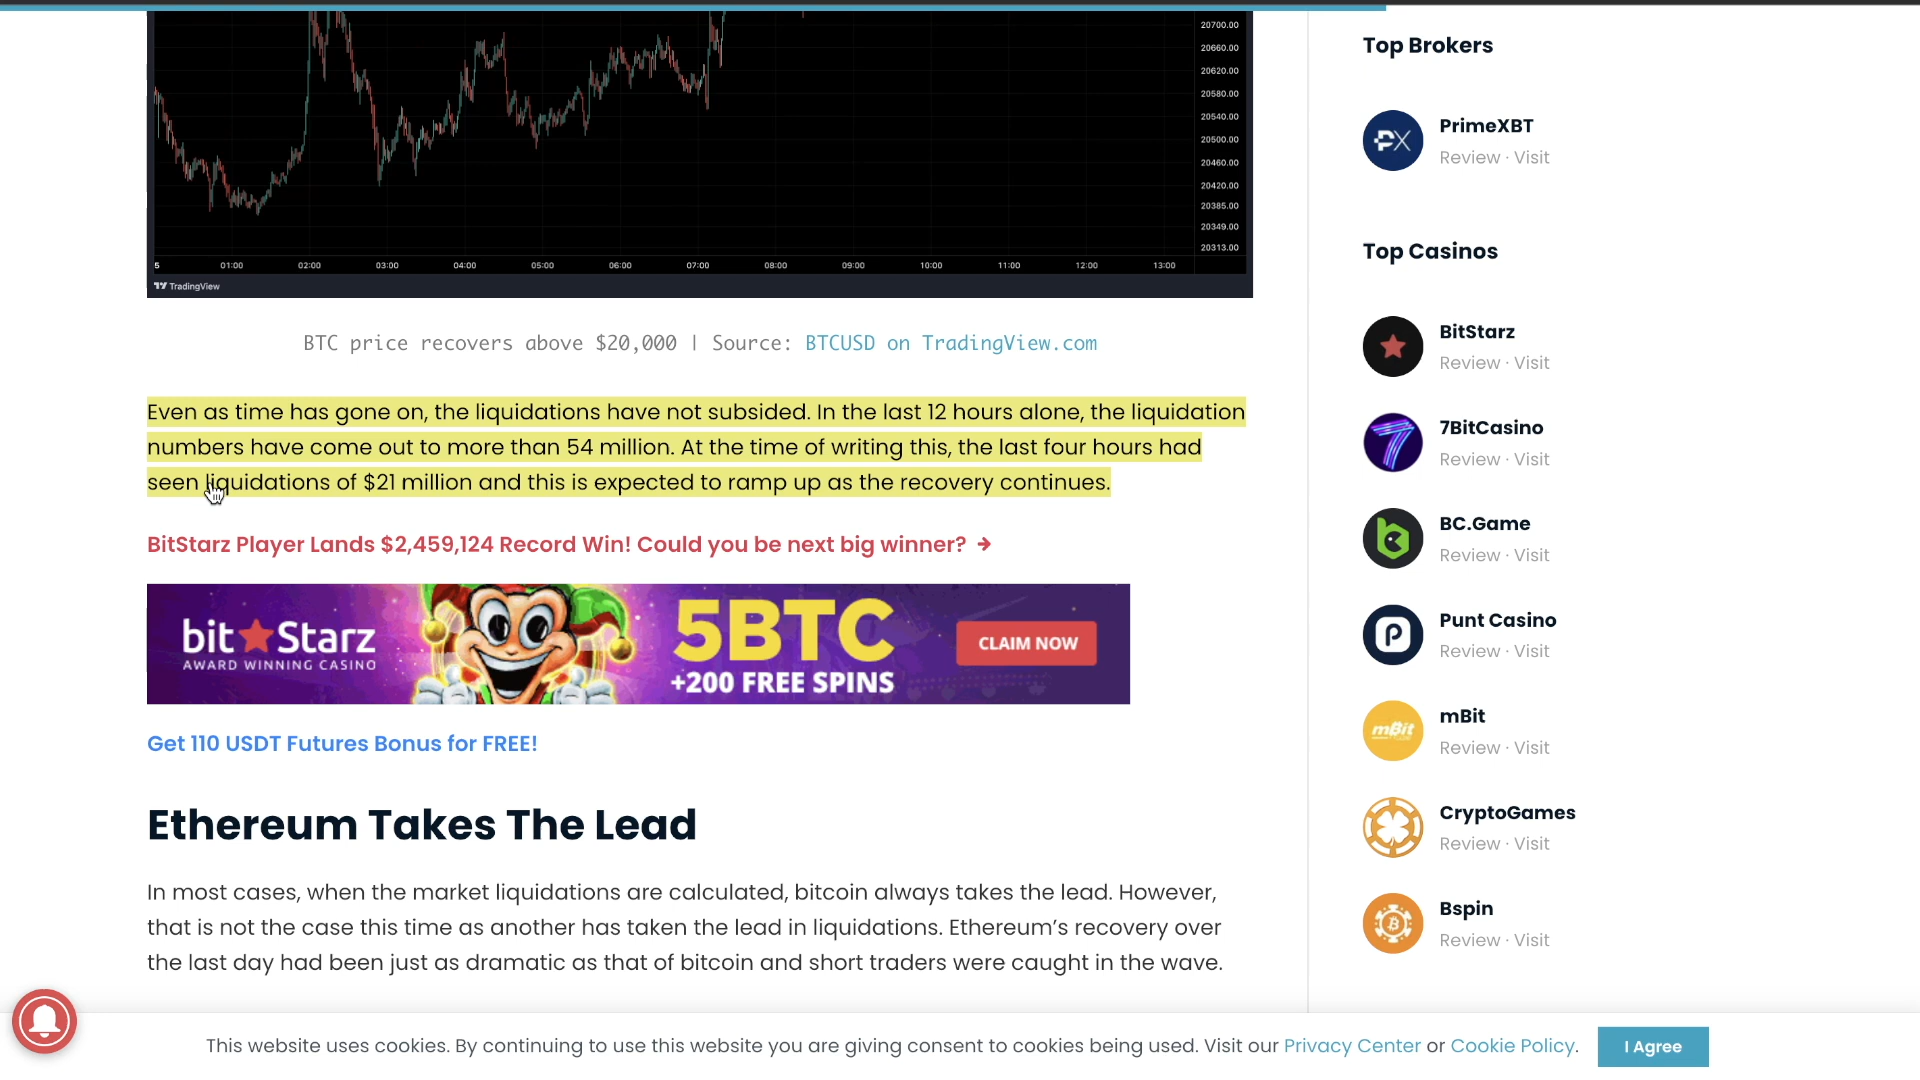 20700.00
20660.00
20620.00
20580.00
20540.00
20500.00
20460.00
20420.00
20385.00
20349.00
20313.00
5 01:00 02:00 03:00 04:00 05:00 06:00 07:00 08:00 09:00 10:00 11:00 12:00 13:00
TradingView
BTC price recovers above $20,000 | Source: BTCUSD on TradingView.com
Even as time has gone on, the liquidations have not subsided. In the last 12 hours alone, the liquidation
numbers have come out to more than 54 million. At the time of writing this, the last four hours had
seen liquidations of $21 million and this is expected to ramp up as the recovery continues.
BitStarz Player Lands $2,459,124 Record Win! Could you be next big winner?
bit Starz
AWARD WINNING CASINO
5BTC
+200 FREE SPINS
CLAIM NOW
Get 110 USDT Futures Bonus for FREE!
Ethereum Takes The Lead
In most cases, when the market liquidations are calculated, bitcoin always takes the lead. However,
that is not the case this time as another has taken the lead in liquidations. Ethereum’s recovery over
the last day had been just as dramatic as that of bitcoin and short traders were caught in the wave.
Top Brokers
PX
PrimeXBT
Review · Visit
Top Casinos
BitStarz
Review · Visit
7
7BitCasino
Review · Visit
b
BC.Game
Review · Visit
P
Punt Casino
Review · Visit
mBit
mBit
Review · Visit
CryptoGames
Review · Visit
Bspin
Review · Visit
This website uses cookies. By continuing to use this website you are giving consent to cookies being used. Visit our Privacy Center or Cookie Policy.
I Agree